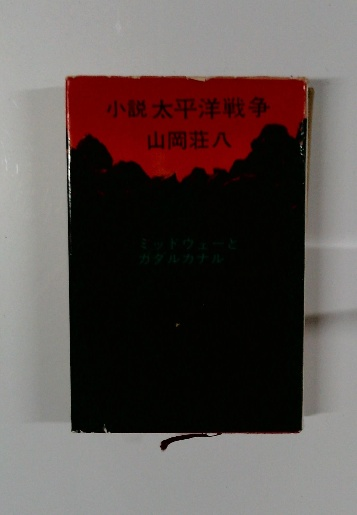 小説 太平洋戦争
山岡荘八
ミッドウェーと
ガダルカナル